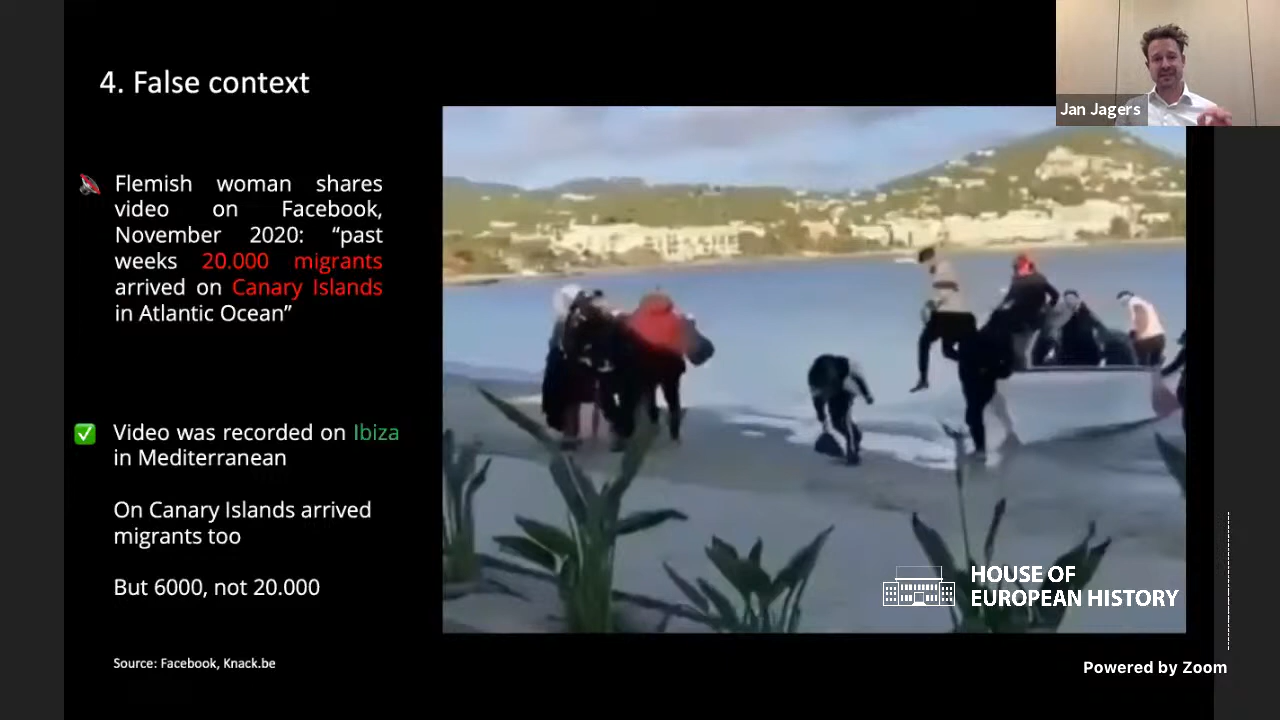 4. False context
Jan Jagers
Flemish woman shares
video on Facebook,
November 2020: “past
weeks 20.000 migrants
arrived on Canary Islands
in Atlantic Ocean”
Video was recorded on Ibiza
in Mediterranean
On Canary Islands arrived
migrants too
But 6000, not 20.000
Source: Facebook, Knack.be
HOUSE OF
EUROPEAN HISTORY
Powered by Zoom